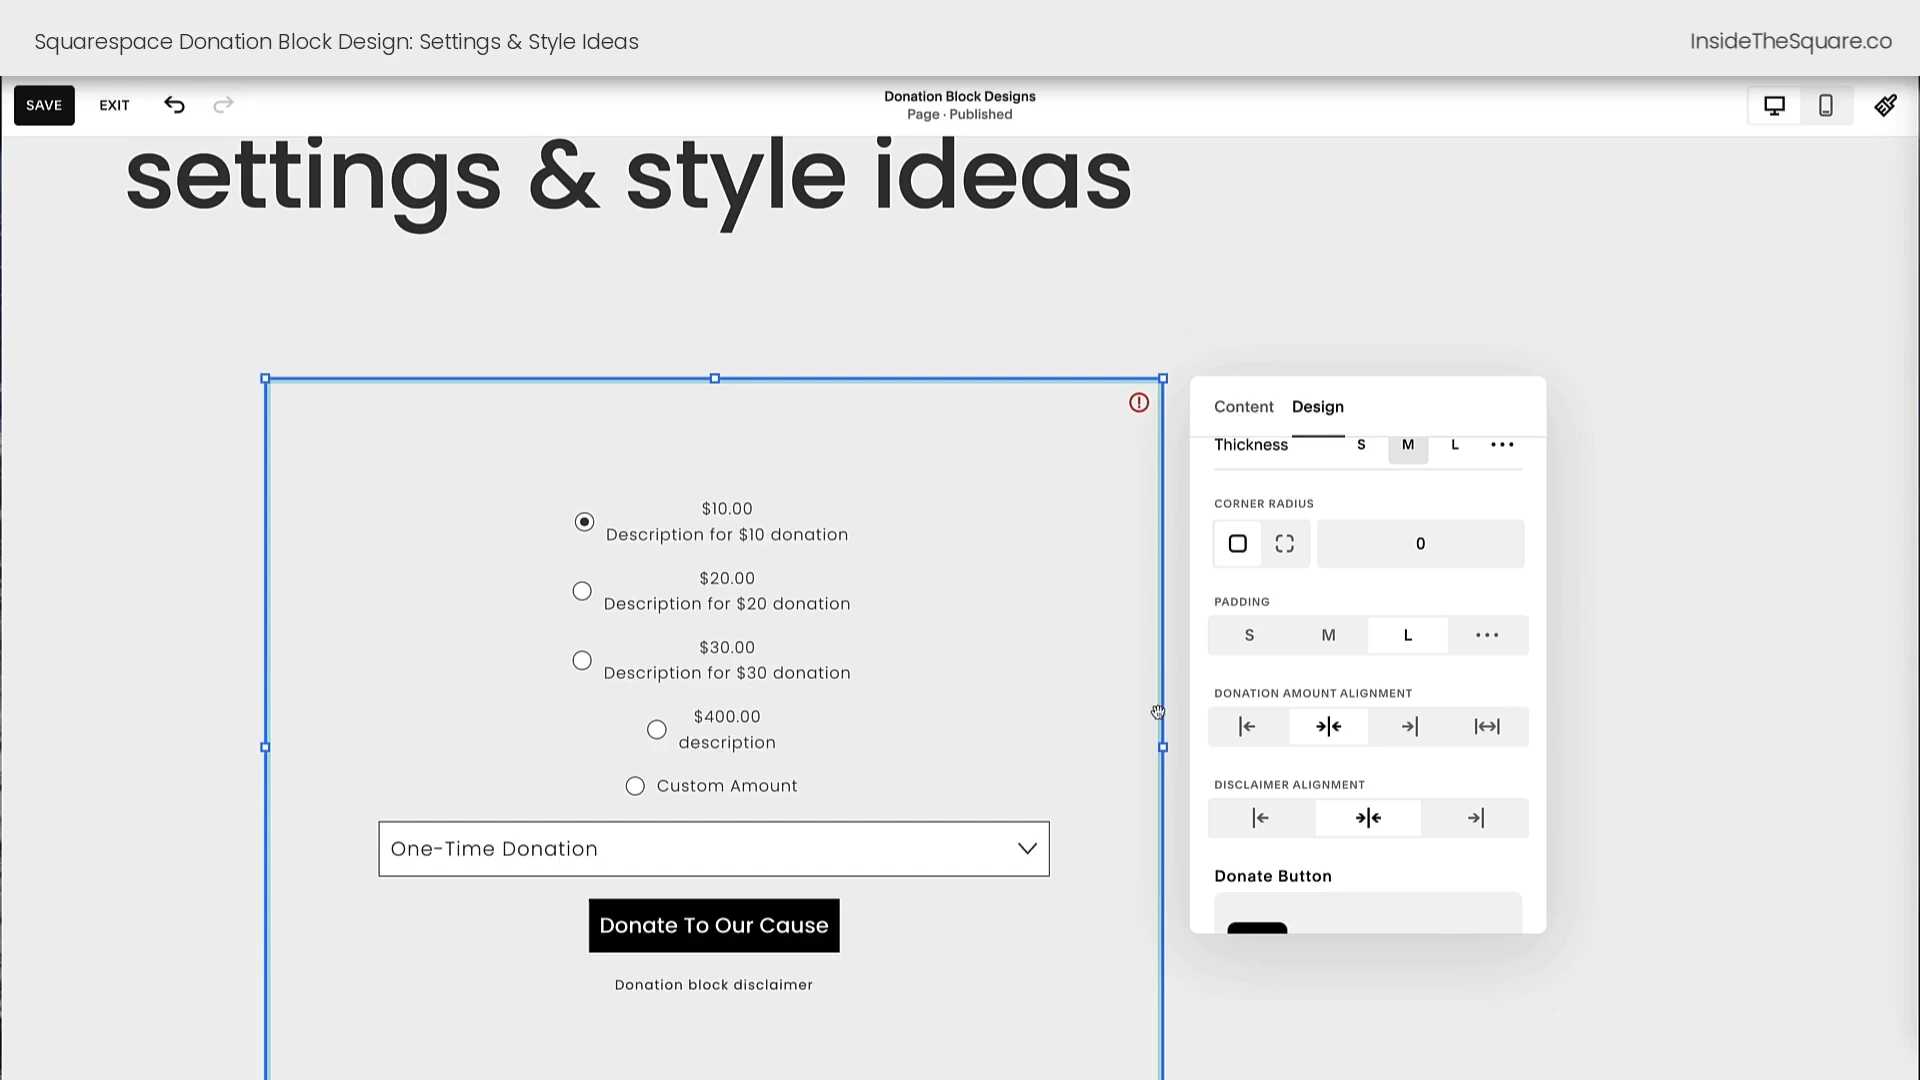 Squarespace Donation Block Design: Settings & Style Ideas
InsideTheSquare.co
SAVE
EXIT
Donation Block Designs
Page · Published
settings & style ideas
Content
Design
Thickness
S
M
L
CORNER RADIUS
0
PADDING
S
M
L
DONATION AMOUNT ALIGNMENT
DISCLAIMER ALIGNMENT
Donate Button
$10.00
Description for $10 donation
$20.00
Description for $20 donation
$30.00
Description for $30 donation
$400.00
description
Custom Amount
One-Time Donation
Donate To Our Cause
Donation block disclaimer